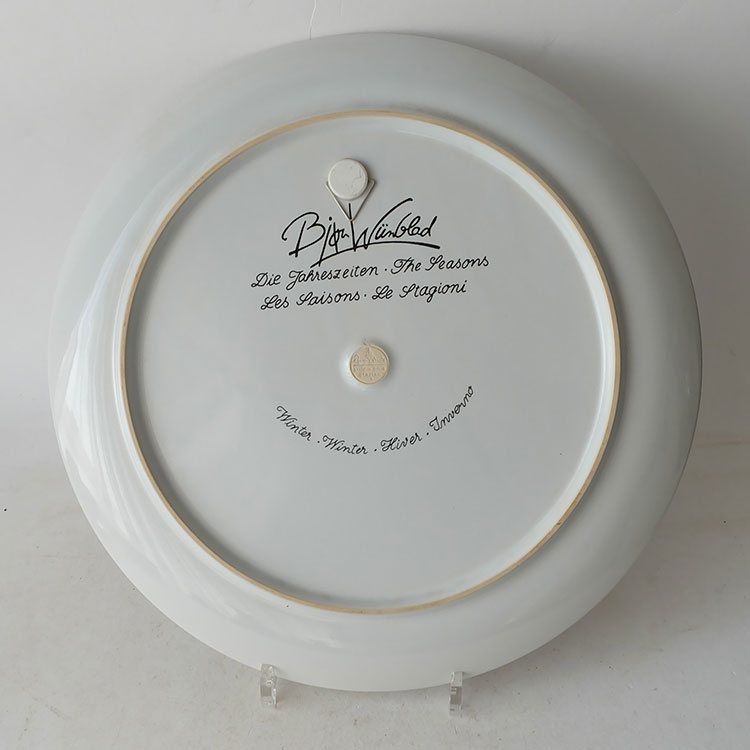 Bjørn Wiinblad
Die Jahreszeiten · The Seasons
Les Saisons · Le Stagioni
Winter · Winter · Hiver · Inverno